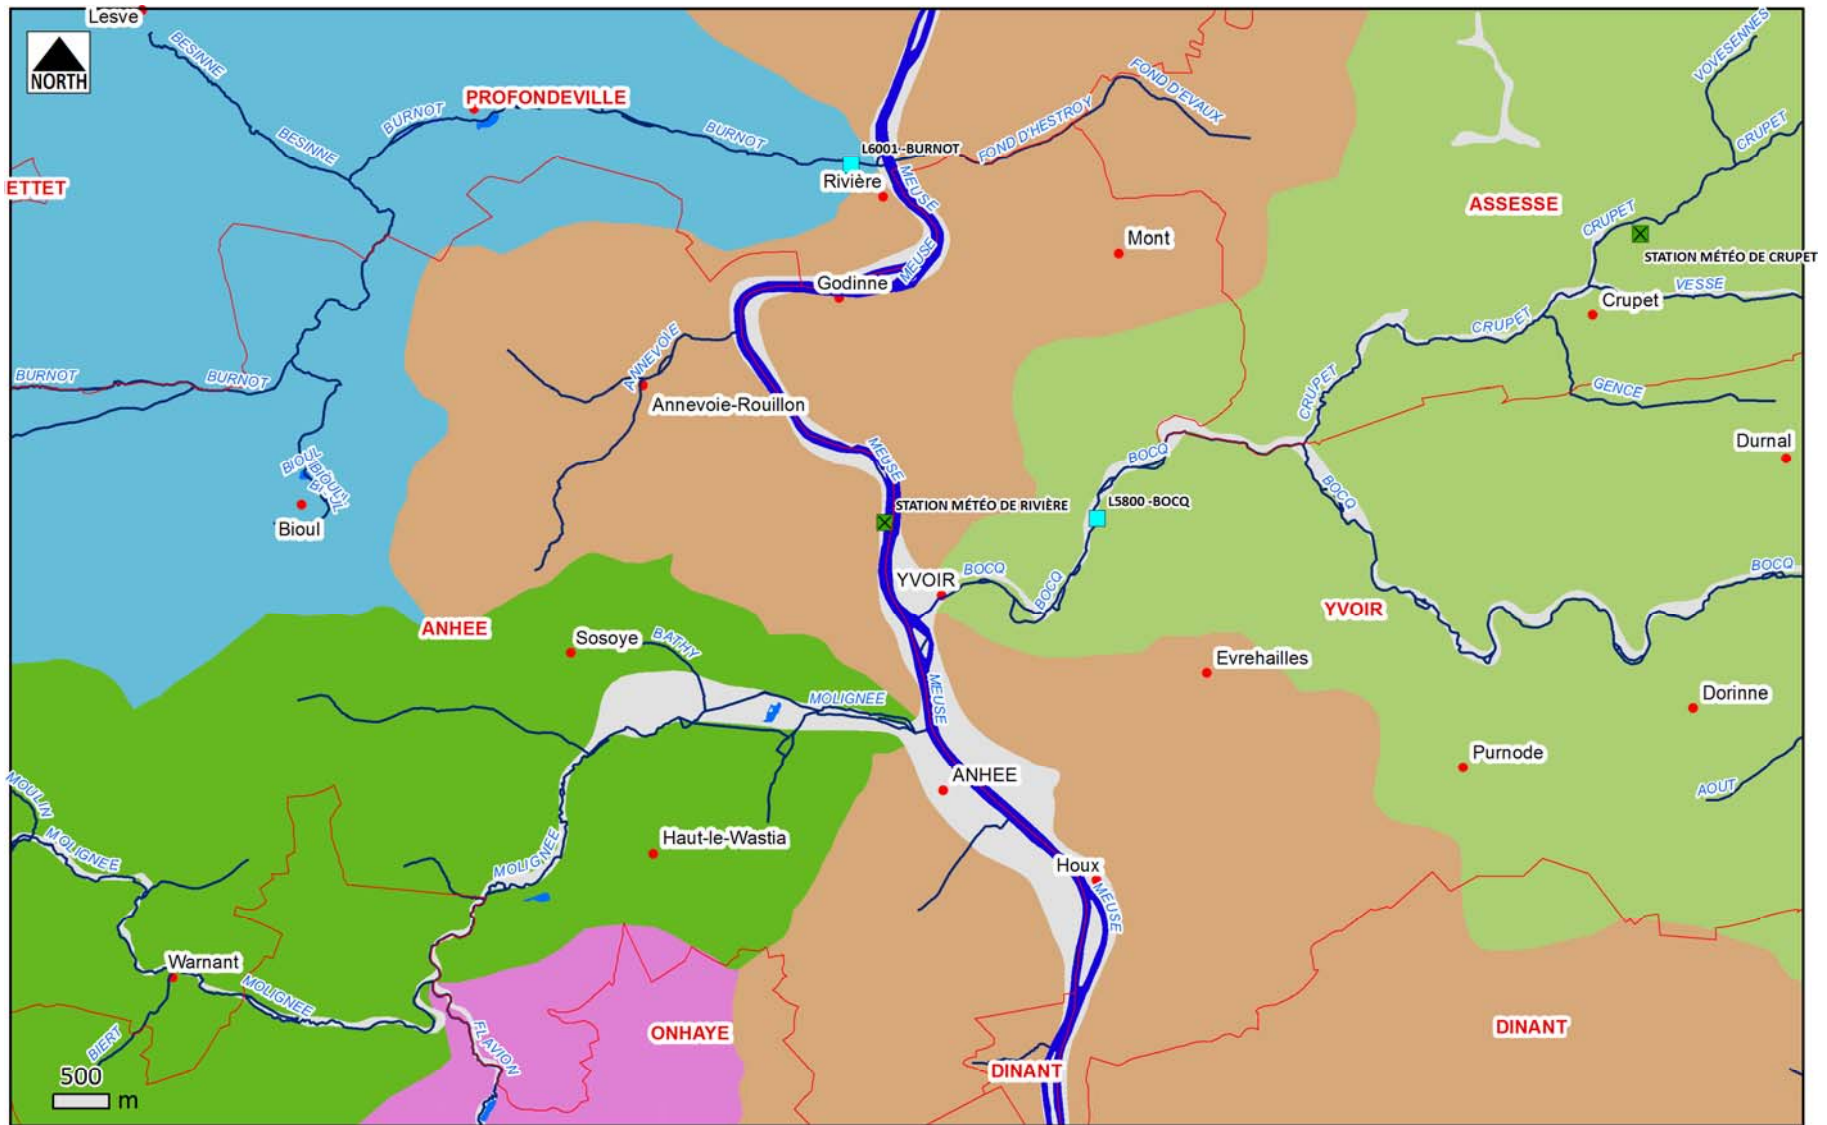 Lesve
NORTH
BESINNE
BESINNE
BURNOT
PROFONDEVILLE
BURNOT
L6001--BURNOT
Rivière
MEUSE
MEUSE
FOND D'HESTROY
FOND D'EVAUX
VOVESENNES
CRUPET
ETTET
ASSESSE
CRUPET
STATION MÉTÉO DE CRUPET
Mont
Godinne
VESSE
Crupet
CRUPET
ANNEVOIE
BURNOT
BURNOT
CRUPET
GENCE
Annevoie-Rouillon
Durnal
MEUSE
BOCQ
BIOUL
BIOUL
BIOUL
BOCQ
STATION MÉTÉO DE RIVIÈRE
L5800 -BOCQ
Bioul
YVOIR
BOCQ
BOCQ
BOCQ
YVOIR
ANHEE
Sosoye
BATHY
Evrehailles
MOLIGNEE
MEUSE
Dorinne
Purnode
ANHEE
AOUT
MOULIN
MOLIGNEE
MOLIGNEE
Haut-le-Wastia
Houx
MEUSE
Warnant
MOLIGNEE
BIERT
FLAVION
ONHAYE
DINANT
DINANT
500
m